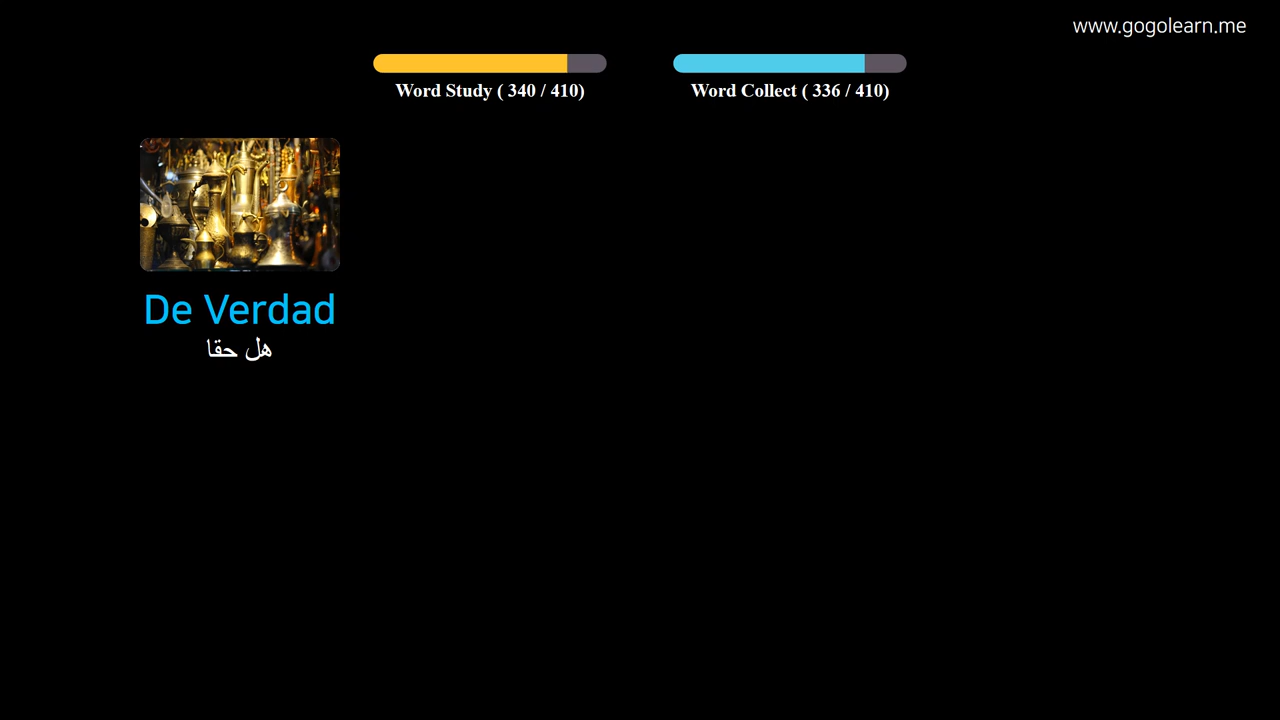 www.gogolearn.me
Word Study ( 340 / 410)
Word Collect ( 336 / 410)
De Verdad
هل حقا